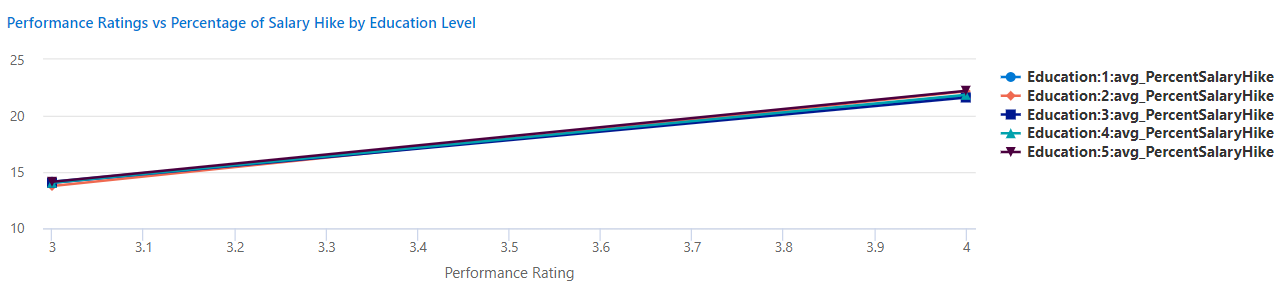 Performance Ratings vs Percentage of Salary Hike by Education Level
25
20
15
10
3 3.1 3.2 3.3 3.4 3.5 3.6 3.7 3.8 3.9 4
Performance Rating
Education:1:avg_PercentSalaryHike
Education:2:avg_PercentSalaryHike
Education:3:avg_PercentSalaryHike
Education:4:avg_PercentSalaryHike
Education:5:avg_PercentSalaryHike